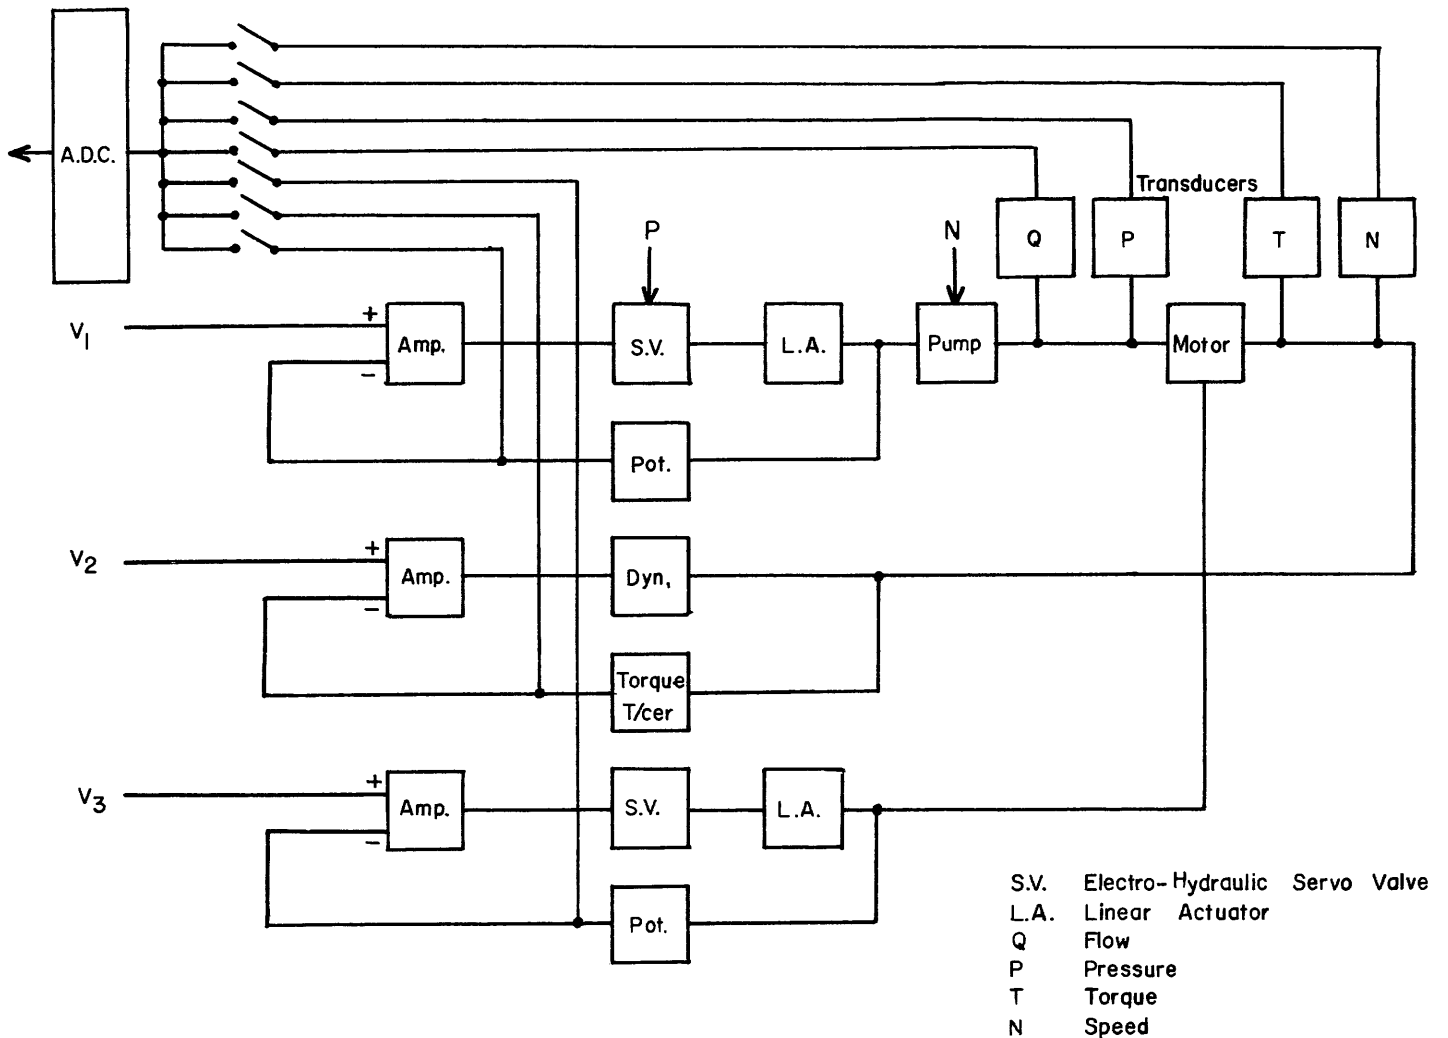 A.D.C.
Transducers
P
N
Q
P
T
N
V1
+
−
Amp.
S.V.
L.A.
Pump
Motor
Pot.
V2
+
−
Amp.
Dyn,
Torque
T/cer
V3
+
−
Amp.
S.V.
L.A.
Pot.
S.V. Electro-Hydraulic Servo Valve
L.A. Linear Actuator
Q Flow
P Pressure
T Torque
N Speed